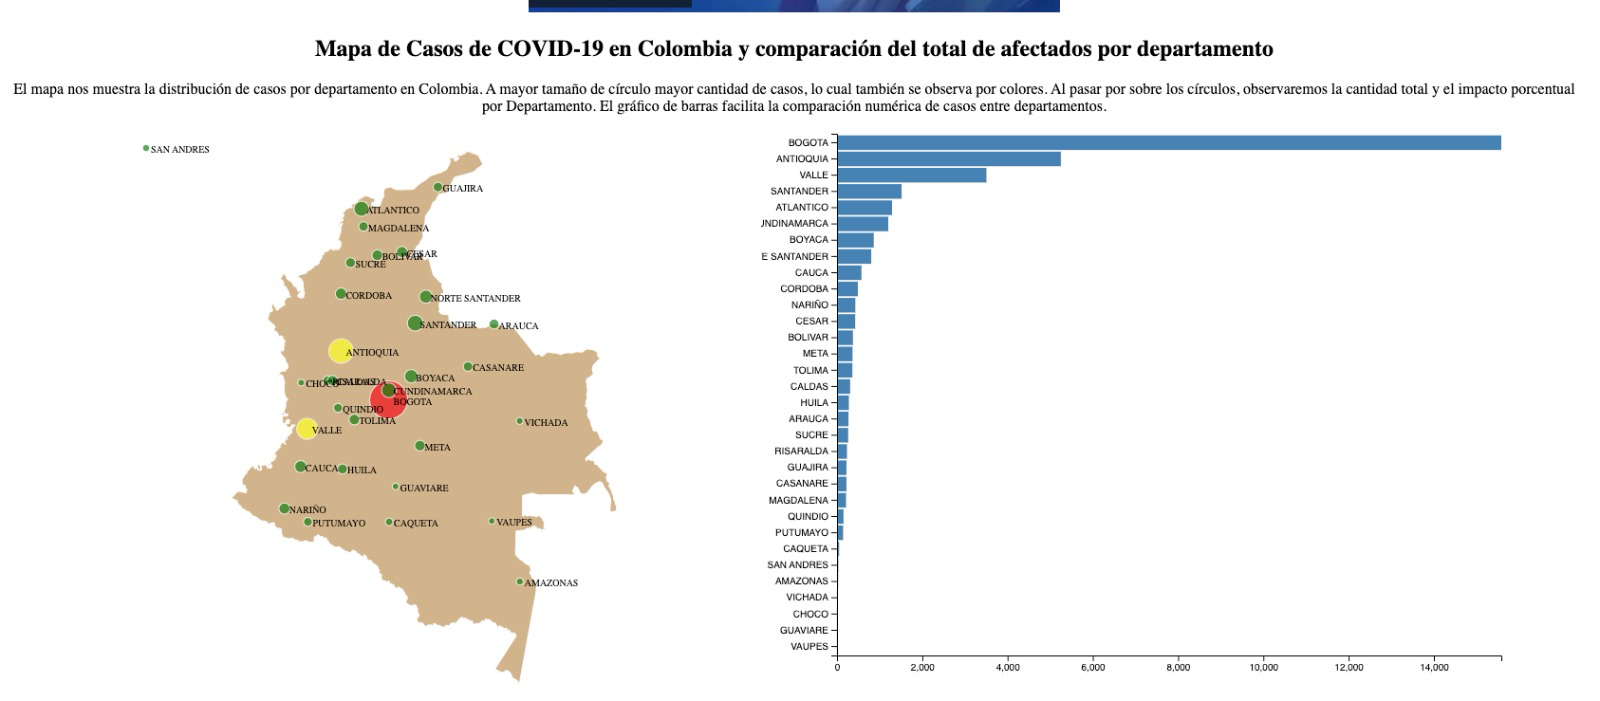 Mapa de Casos de COVID-19 en Colombia y comparación del total de afectados por departamento
El mapa nos muestra la distribución de casos por departamento en Colombia. A mayor tamaño de círculo mayor cantidad de casos, lo cual también se observa por colores. Al pasar por sobre los círculos, observaremos la cantidad total y el impacto porcentual
por Departamento. El gráfico de barras facilita la comparación numérica de casos entre departamentos.
SAN ANDRES
GUAJIRA
ATLANTICO
MAGDALENA
BOLIVAR
CESAR
SUCRE
CORDOBA
NORTE SANTANDER
SANTANDER
ARAUCA
ANTIOQUIA
CASANARE
BOYACA
CHOCO
CUNDINAMARCA
BOGOTA
QUINDIO
TOLIMA
VICHADA
VALLE
META
CAUCA
HUILA
GUAVIARE
NARIÑO
PUTUMAYO
CAQUETA
VAUPES
AMAZONAS
BOGOTA
ANTIOQUIA
VALLE
SANTANDER
ATLANTICO
JNDINAMARCA
BOYACA
E SANTANDER
CAUCA
CORDOBA
NARIÑO
CESAR
BOLIVAR
META
TOLIMA
CALDAS
HUILA
ARAUCA
SUCRE
RISARALDA
GUAJIRA
CASANARE
MAGDALENA
QUINDIO
PUTUMAYO
CAQUETA
SAN ANDRES
AMAZONAS
VICHADA
CHOCO
GUAVIARE
VAUPES
0 2,000 4,000 6,000 8,000 10,000 12,000 14,000